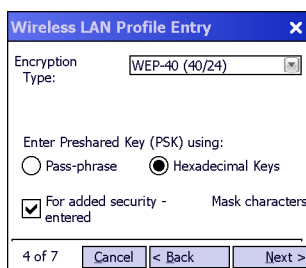 Wireless LAN Profile Entry
Encryption Type:
WEP-40 (40/24)
Enter Preshared Key (PSK) using:
Pass-phrase
Hexadecimal Keys
For added security - Mask characters entered
4 of 7
Cancel
< Back
Next >